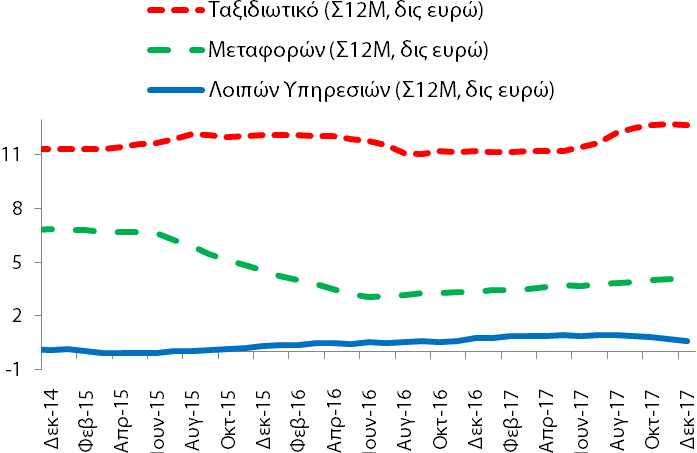 Ταξιδιωτικό (Σ12Μ, δις ευρώ)
Μεταφορών (Σ12Μ, δις ευρώ)
Λοιπών Υπηρεσιών (Σ12Μ, δις ευρώ)
11
8
5
2
-1
Δεκ-14
Φεβ-15
Απρ-15
Ιουν-15
Αυγ-15
Οκτ-15
Δεκ-15
Φεβ-16
Απρ-16
Ιουν-16
Αυγ-16
Οκτ-16
Δεκ-16
Φεβ-17
Απρ-17
Ιουν-17
Αυγ-17
Οκτ-17
Δεκ-17